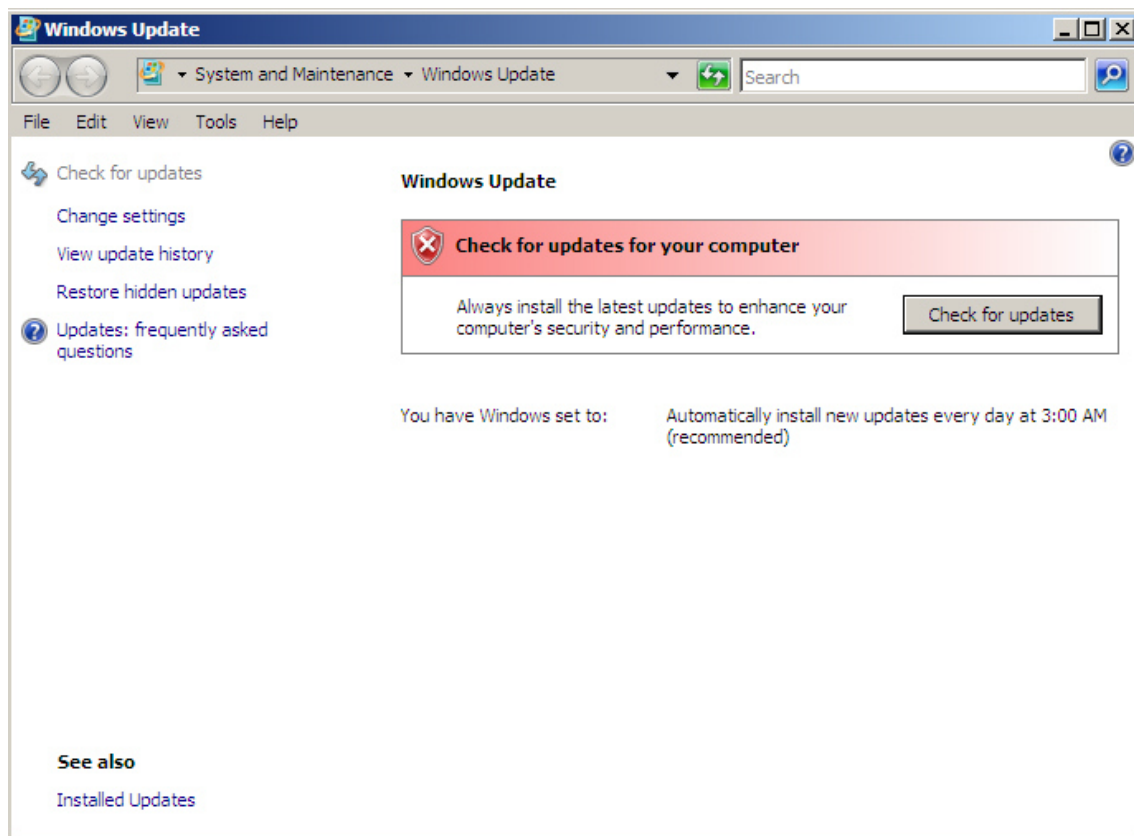 Windows Update
System and Maintenance Windows Update
Search
File Edit View Tools Help
Check for updates
Change settings
View update history
Restore hidden updates
Updates: frequently asked
questions
Windows Update
Check for updates for your computer
Always install the latest updates to enhance your
computer's security and performance.
Check for updates
You have Windows set to: Automatically install new updates every day at 3:00 AM
(recommended)
See also
Installed Updates